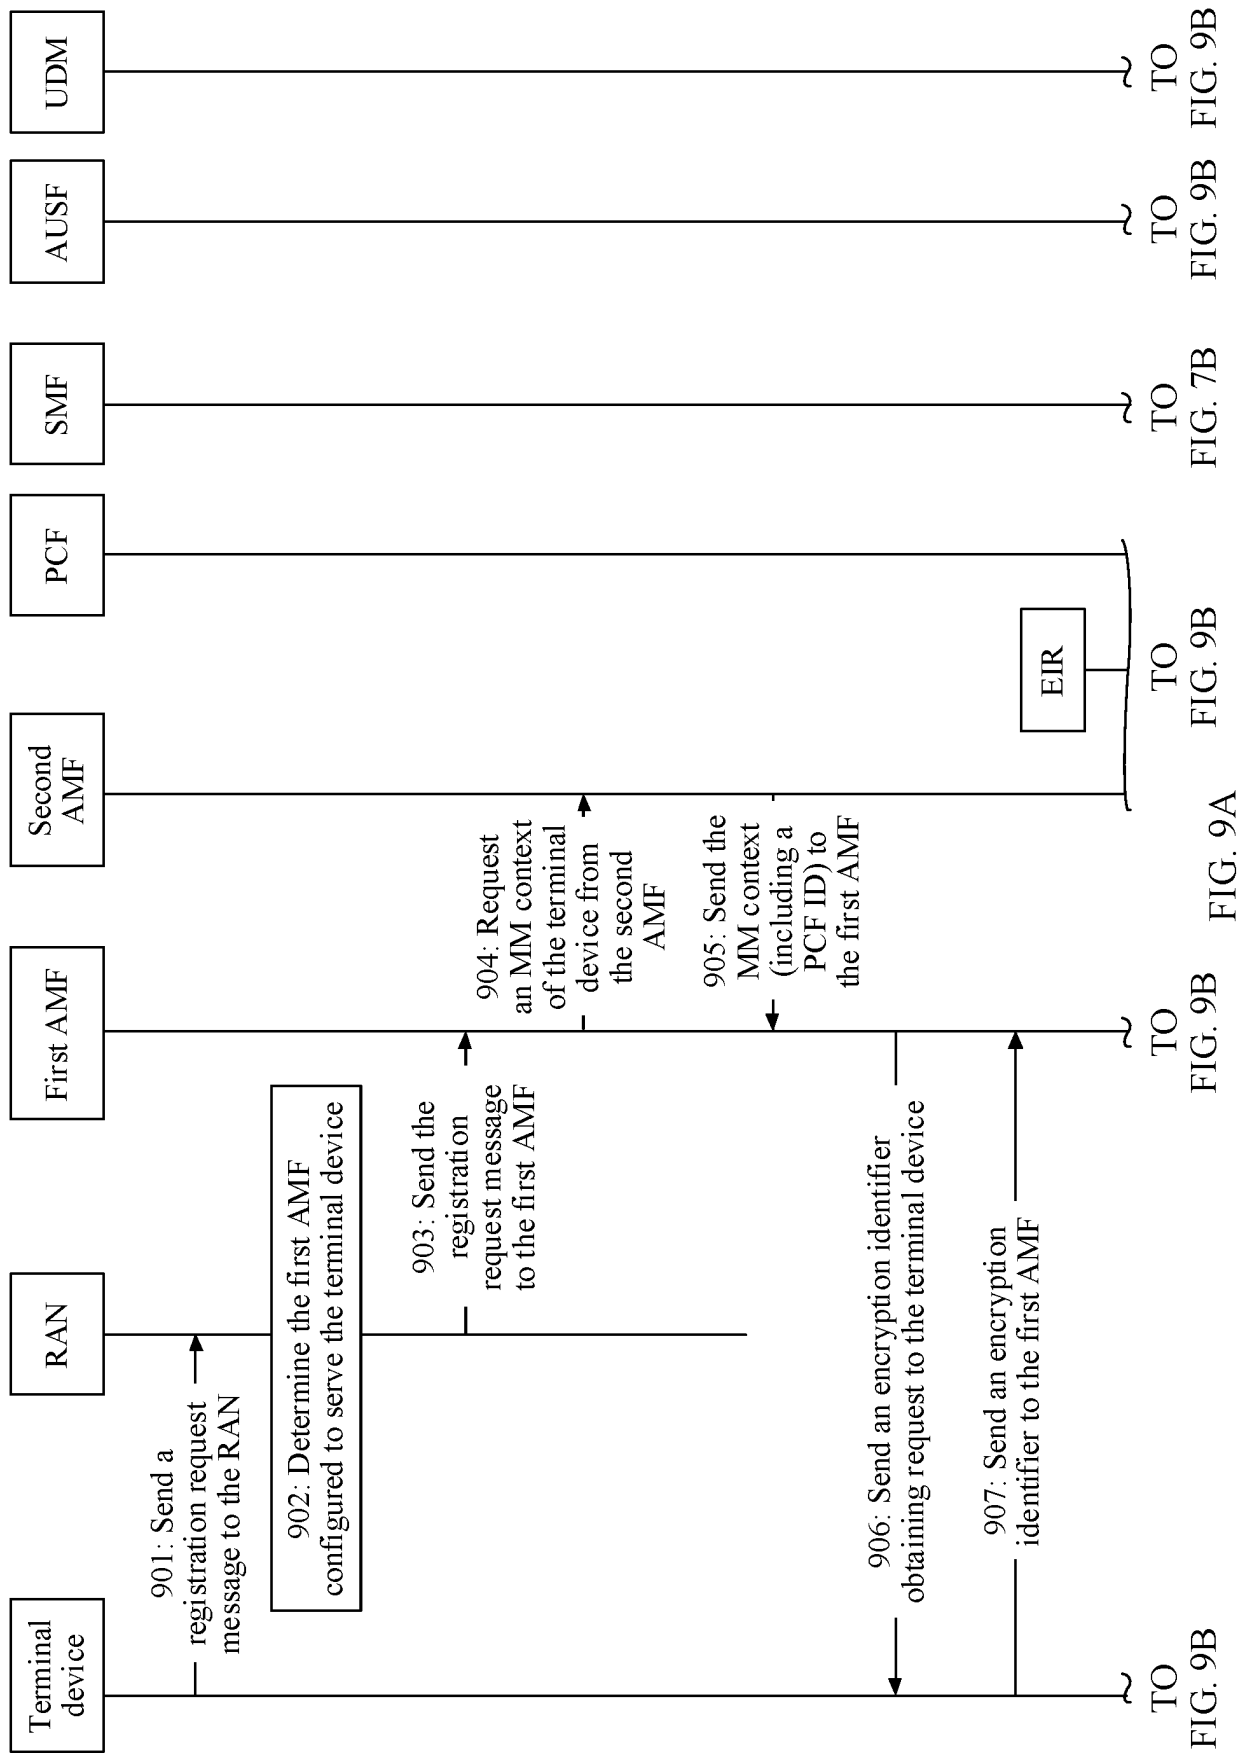 Terminal
device
RAN
First AMF
Second
AMF
PCF
SMF
AUSF
UDM
901: Send a
registration request
message to the RAN
902: Determine the first AMF
configured to serve the terminal device
903: Send the
registration
request message
to the first AMF
904: Request
an MM context
of the terminal
device from
the second
AMF
905: Send the
MM context
(including a
PCF ID) to
the first AMF
906: Send an encryption identifier
obtaining request to the terminal device
907: Send an encryption
identifier to the first AMF
EIR
TO
FIG. 9B
TO
FIG. 9B
TO
FIG. 9B
TO
FIG. 7B
TO
FIG. 9B
TO
FIG. 9B
FIG. 9A